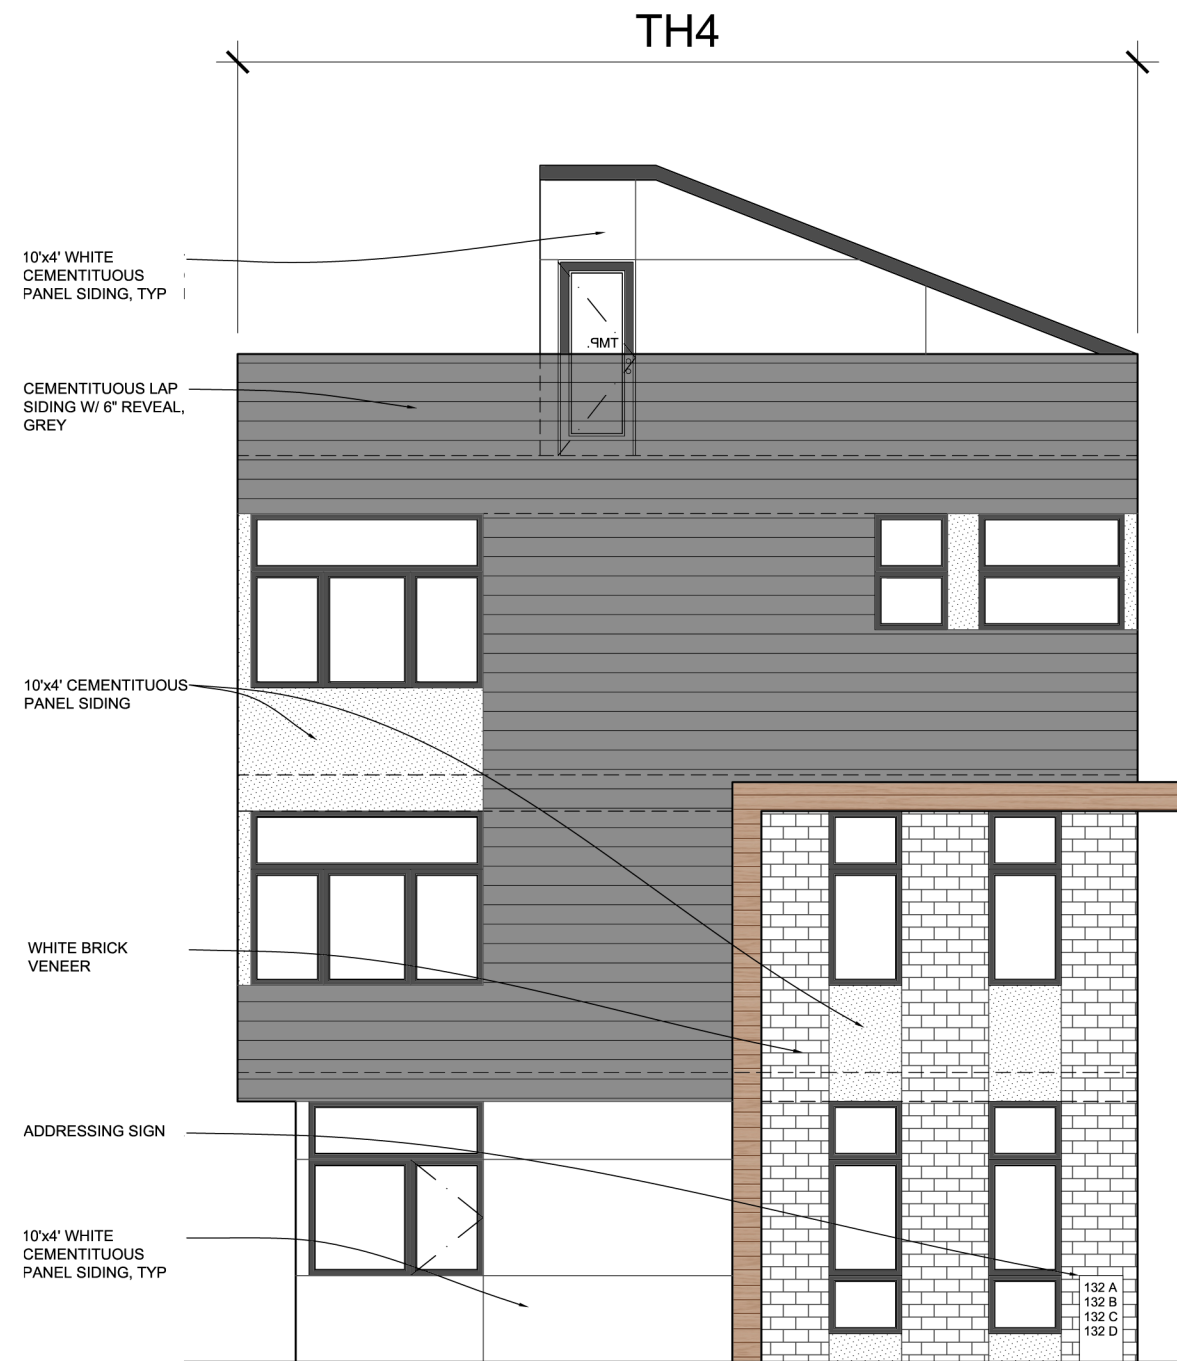 TH4
10'x4' WHITE
CEMENTITUOUS
PANEL SIDING, TYP
TMP.
CEMENTITUOUS LAP
SIDING W/ 6" REVEAL,
GREY
10'x4' CEMENTITUOUS
PANEL SIDING
WHITE BRICK
VENEER
ADDRESSING SIGN
10'x4' WHITE
CEMENTITUOUS
PANEL SIDING, TYP
132 A
132 B
132 C
132 D